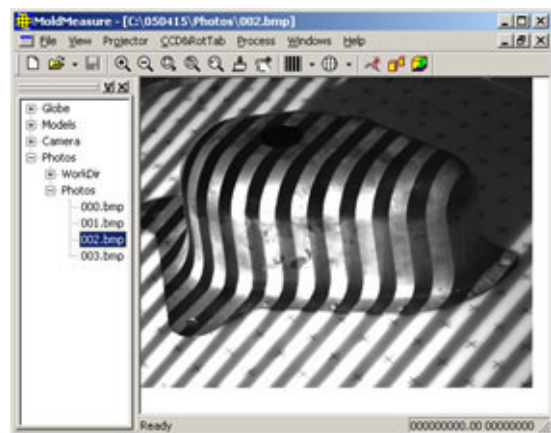 MoldMeasure - [C:\050415\Photos\002.bmp]
File View Projector CCD&RotTab Process Windows Help
Globe
Models
Camera
Photos
WorkDir
Photos
000.bmp
001.bmp
002.bmp
003.bmp
Ready 000000000.00 00000000